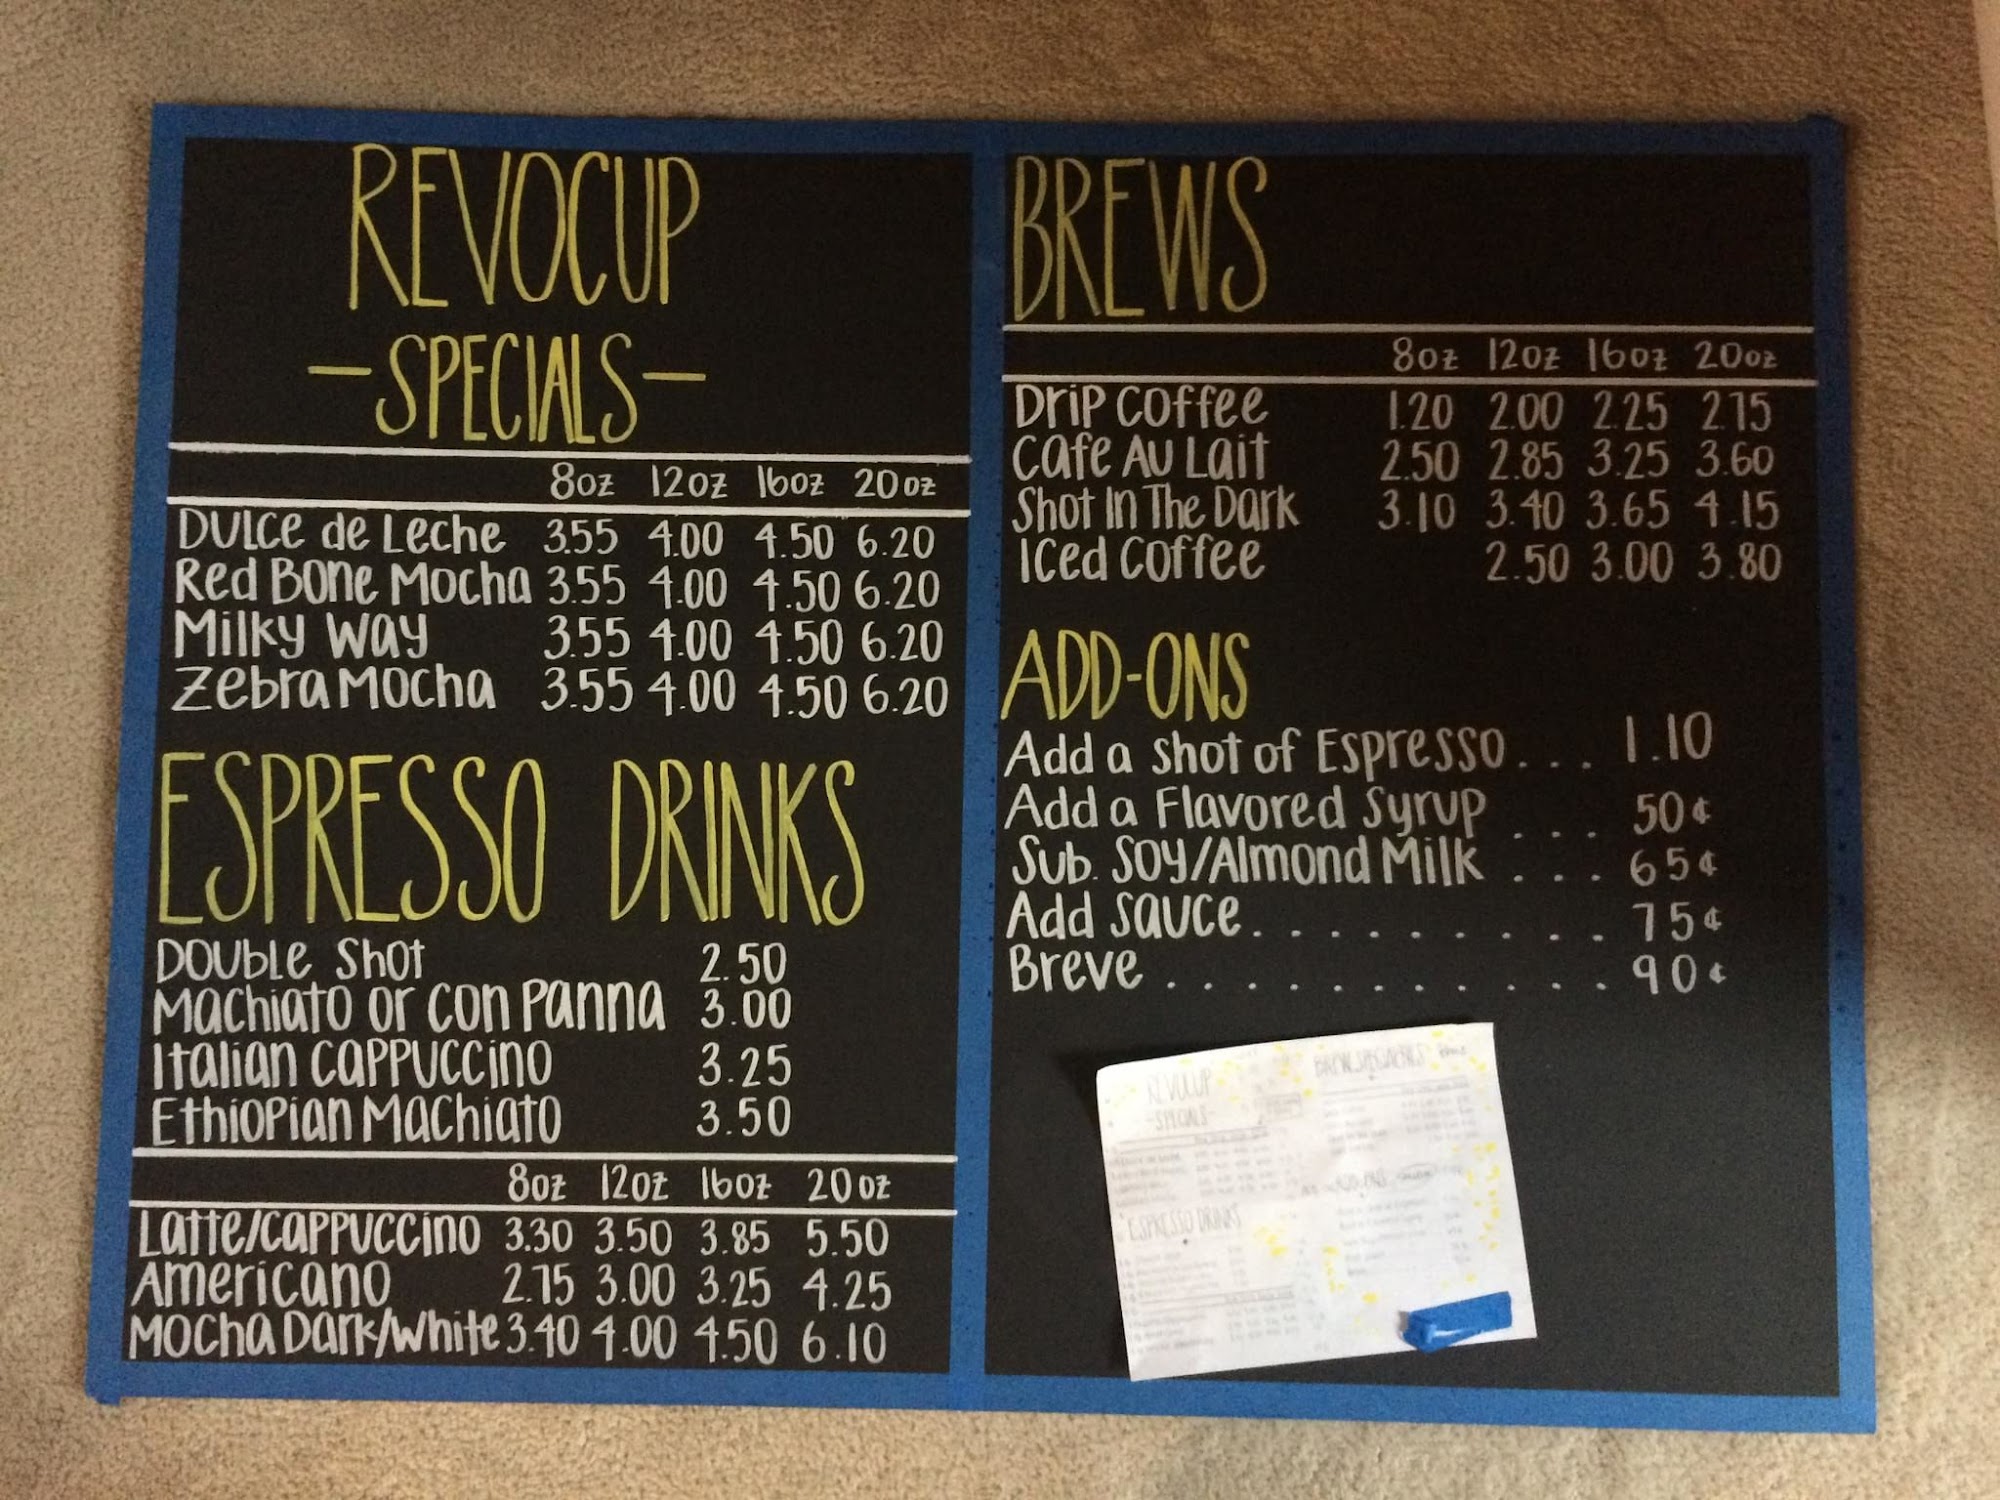 REVOCUP
-SPECIALS-
8oz 12oz 16oz 20oz
Dulce de Leche 3.55 4.00 4.50 6.20
Red Bone Mocha 3.55 4.00 4.50 6.20
Milky Way 3.55 4.00 4.50 6.20
Zebra Mocha 3.55 4.00 4.50 6.20
ESPRESSO DRINKS
Double Shot 2.50
Machiato or Con Panna 3.00
Italian Cappuccino 3.25
Ethiopian Machiato 3.50
8oz 12oz 16oz 20oz
Latte/Cappuccino 3.30 3.50 3.85 5.50
Americano 2.75 3.00 3.25 4.25
Mocha Dark/White 3.40 4.00 4.50 6.10
BREWS
8oz 12oz 16oz 20oz
Drip Coffee 1.20 2.00 2.25 2.75
Cafe Au Lait 2.50 2.85 3.25 3.60
Shot In The Dark 3.10 3.40 3.65 4.15
Iced Coffee 2.50 3.00 3.80
ADD-ONS
Add a Shot of Espresso... 1.10
Add a Flavored Syrup ... 50¢
Sub. Soy/Almond Milk ... 65¢
Add Sauce.......... 75¢
Breve............ 90¢
REVOCUP
-SPECIALS-
ESPRESSO DRINKS